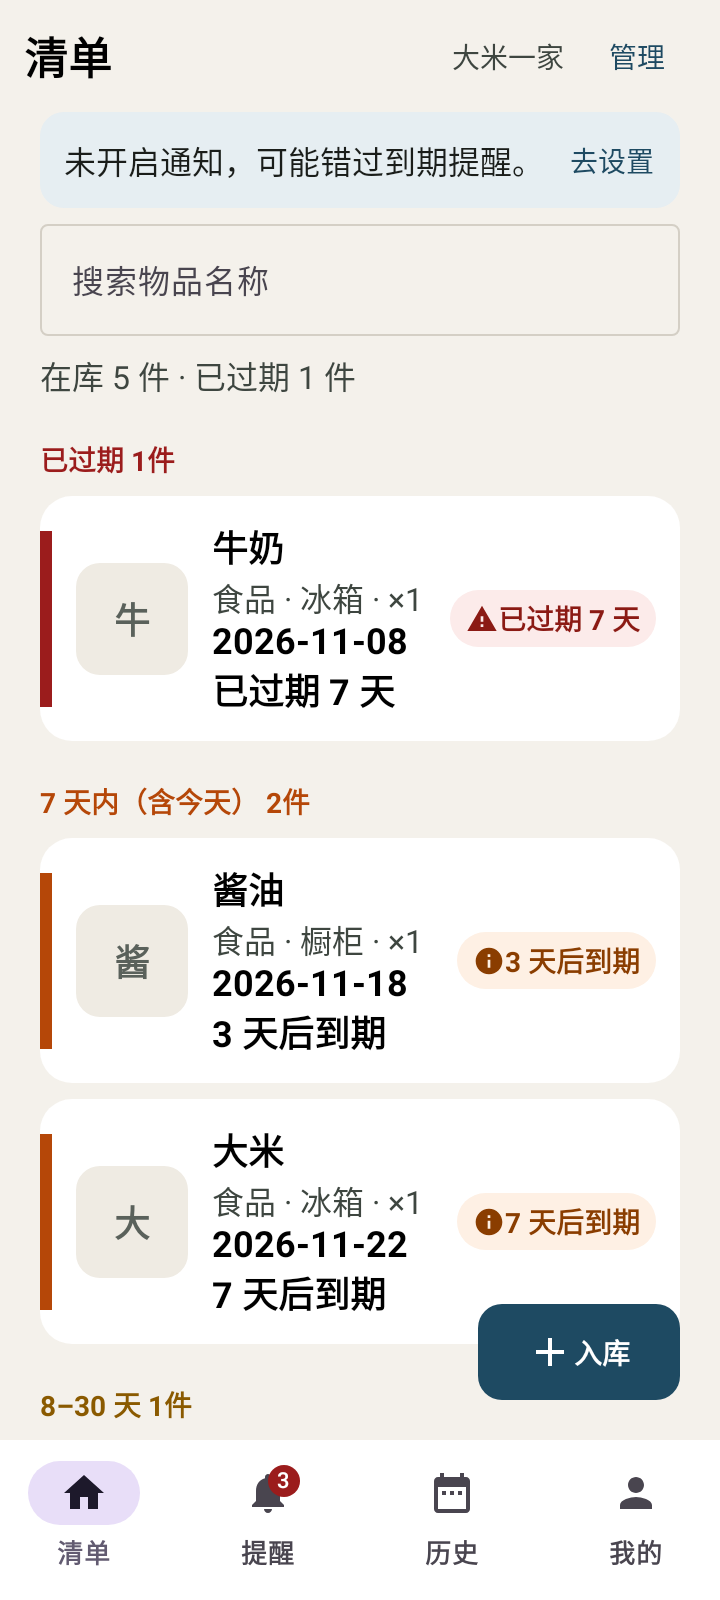 清单
大米一家
管理
未开启通知，可能错过到期提醒。
去设置
搜索物品名称
在库 5 件 · 已过期 1 件
已过期 1件
牛
牛奶
食品 · 冰箱 · ×1
2026-11-08
已过期 7 天
已过期 7 天
7 天内（含今天） 2件
酱
酱油
食品 · 橱柜 · ×1
2026-11-18
3 天后到期
3 天后到期
大
大米
食品 · 冰箱 · ×1
2026-11-22
7 天后到期
7 天后到期
入库
8–30 天 1件
3
清单
提醒
历史
我的